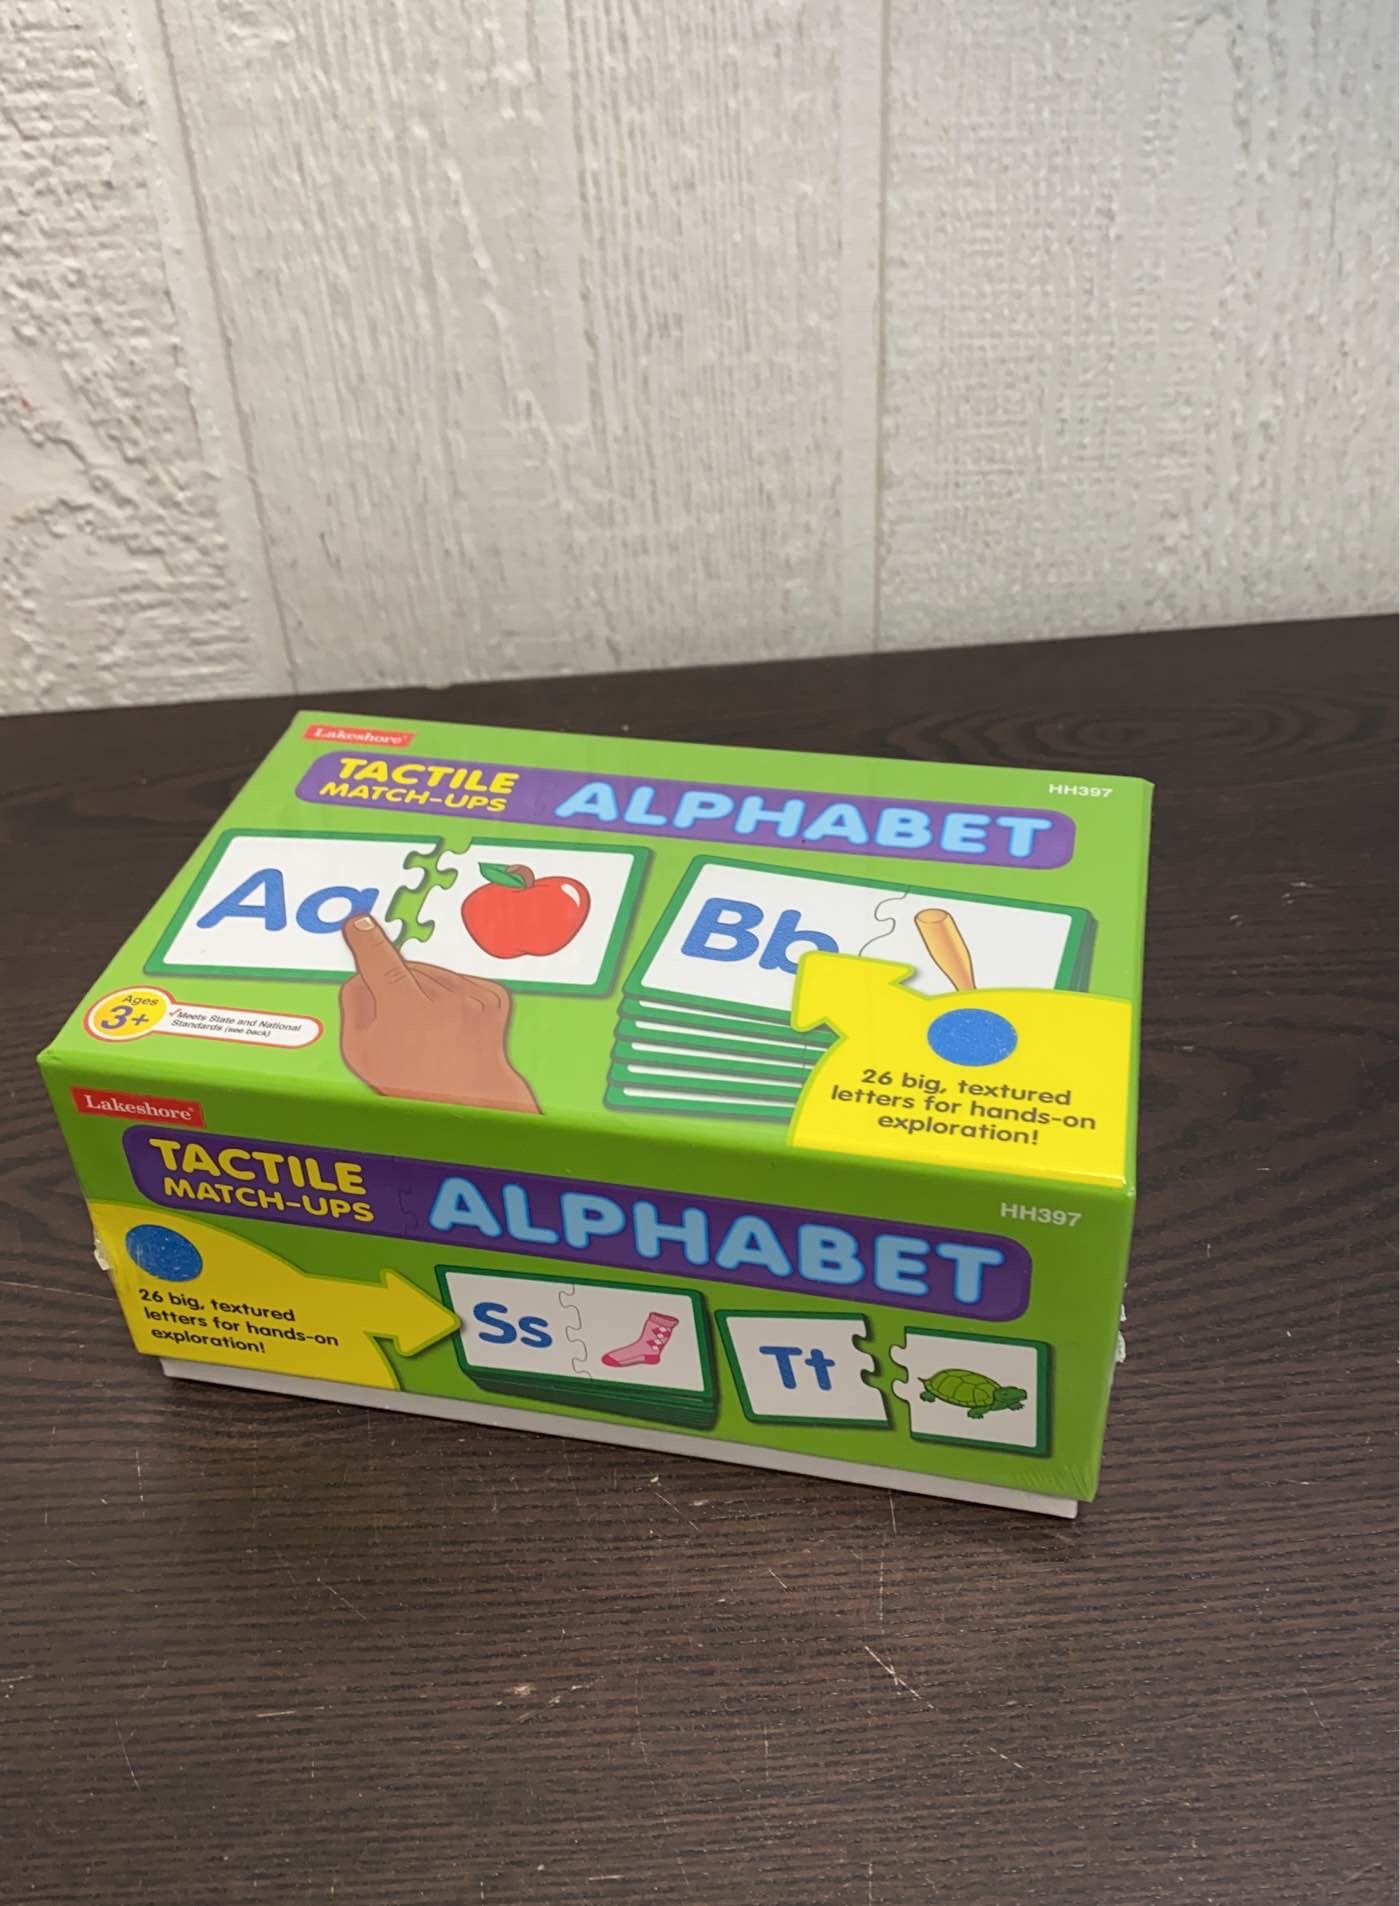 Lakeshore
TACTILE
MATCH-UPS
ALPHABET
HH397
Aa
Bb
Ages
3+
✓Meets State and National
Standards (see back)
26 big, textured
letters for hands-on
exploration!
Lakeshore
TACTILE
MATCH-UPS
ALPHABET
HH397
26 big, textured
letters for hands-on
exploration!
Ss
Tt